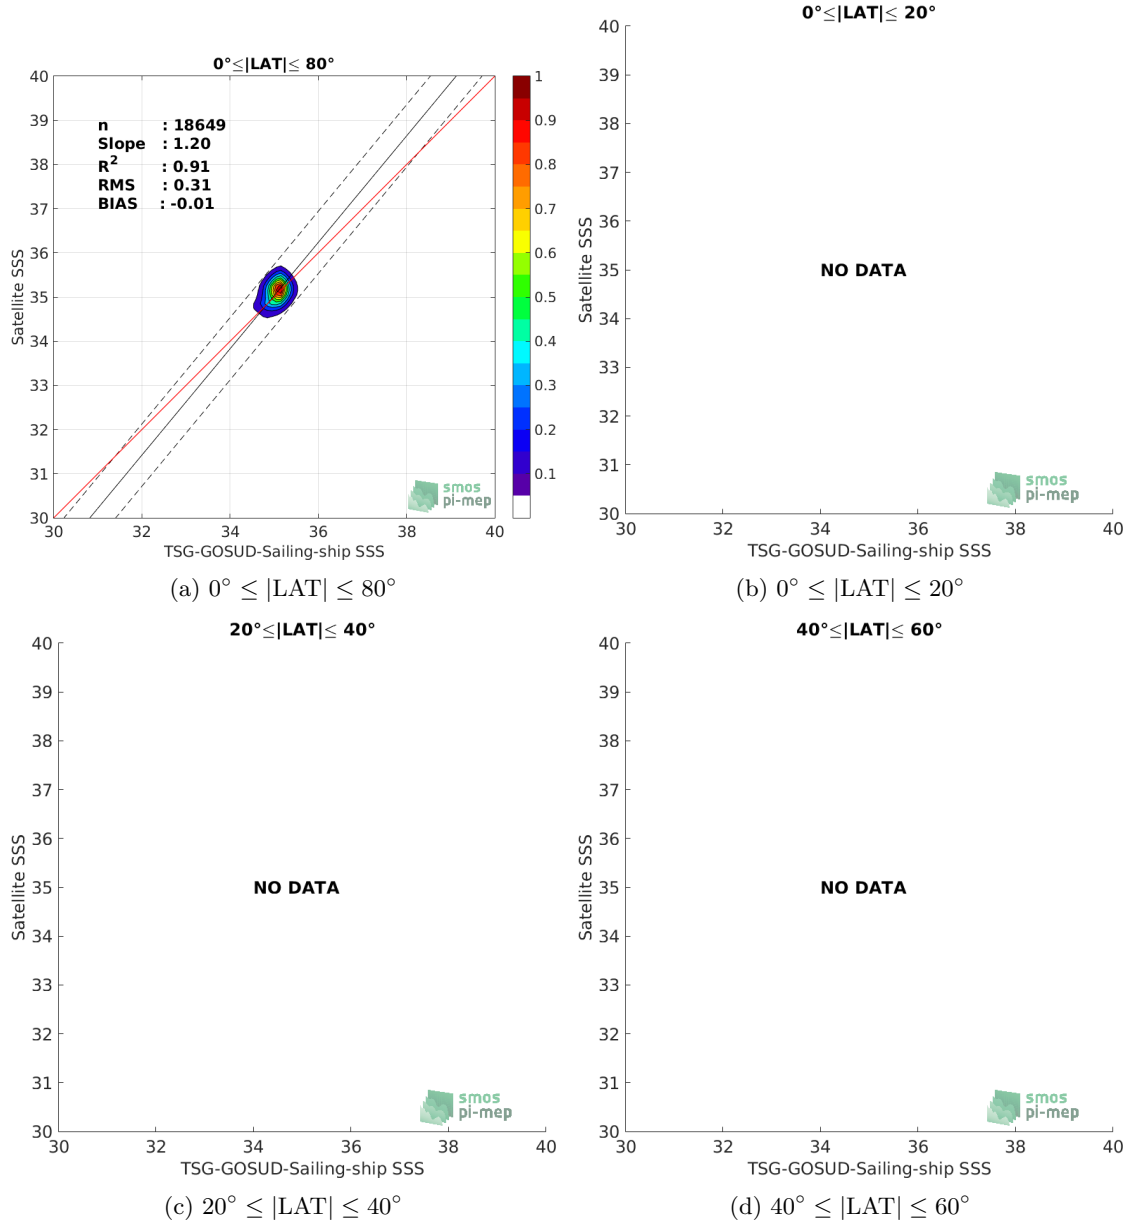 0°≤|LAT|≤ 80°
40
39
38
37
36
35
34
33
32
31
30
Satellite SSS
n : 18649
Slope : 1.20
R² : 0.91
RMS : 0.31
BIAS : -0.01
1
0.9
0.8
0.7
0.6
0.5
0.4
0.3
0.2
0.1
smos
pi-mep
30 32 34 36 38 40
TSG-GOSUD-Sailing-ship SSS
(a) 0° ≤ |LAT| ≤ 80°
0°≤|LAT|≤ 20°
40
39
38
37
36
35
34
33
32
31
30
Satellite SSS
NO DATA
smos
pi-mep
30 32 34 36 38 40
TSG-GOSUD-Sailing-ship SSS
(b) 0° ≤ |LAT| ≤ 20°
20°≤|LAT|≤ 40°
40
39
38
37
36
35
34
33
32
31
30
Satellite SSS
NO DATA
smos
pi-mep
30 32 34 36 38 40
TSG-GOSUD-Sailing-ship SSS
(c) 20° ≤ |LAT| ≤ 40°
40°≤|LAT|≤ 60°
40
39
38
37
36
35
34
33
32
31
30
Satellite SSS
NO DATA
smos
pi-mep
30 32 34 36 38 40
TSG-GOSUD-Sailing-ship SSS
(d) 40° ≤ |LAT| ≤ 60°